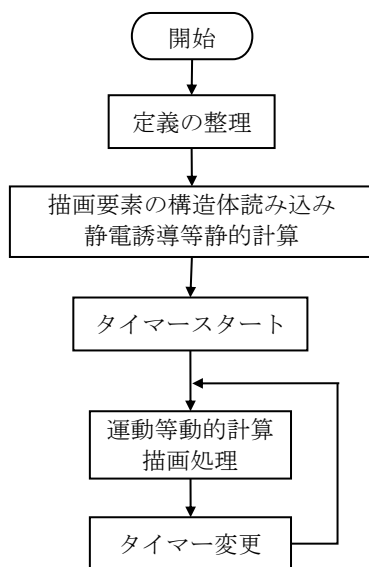 開始
定義の整理
描画要素の構造体読み込み
静電誘導等静的計算
タイマースタート
運動等動的計算
描画処理
タイマー変更